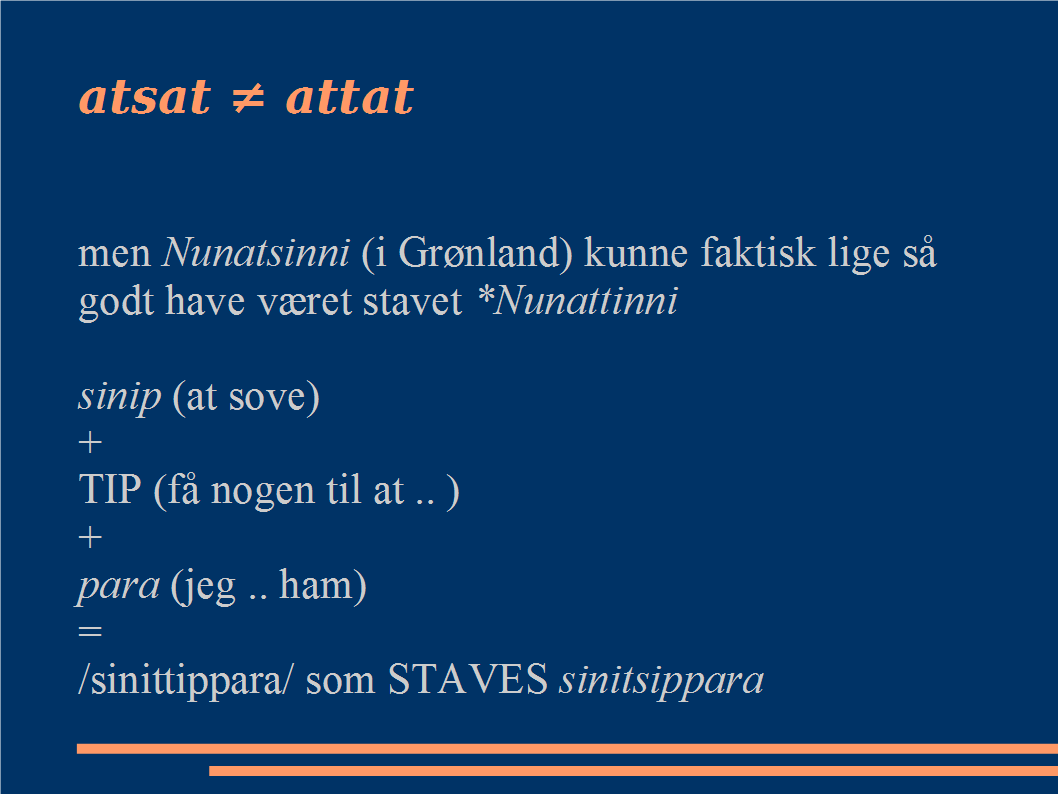 atsat ≠ attat
men Nunatsinni (i Grønland) kunne faktisk lige så
godt have været stavet *Nunattinni
sinip (at sove)
+
TIP (få nogen til at .. )
+
para (jeg .. ham)
=
/sinittippara/ som STAVES sinitsippara